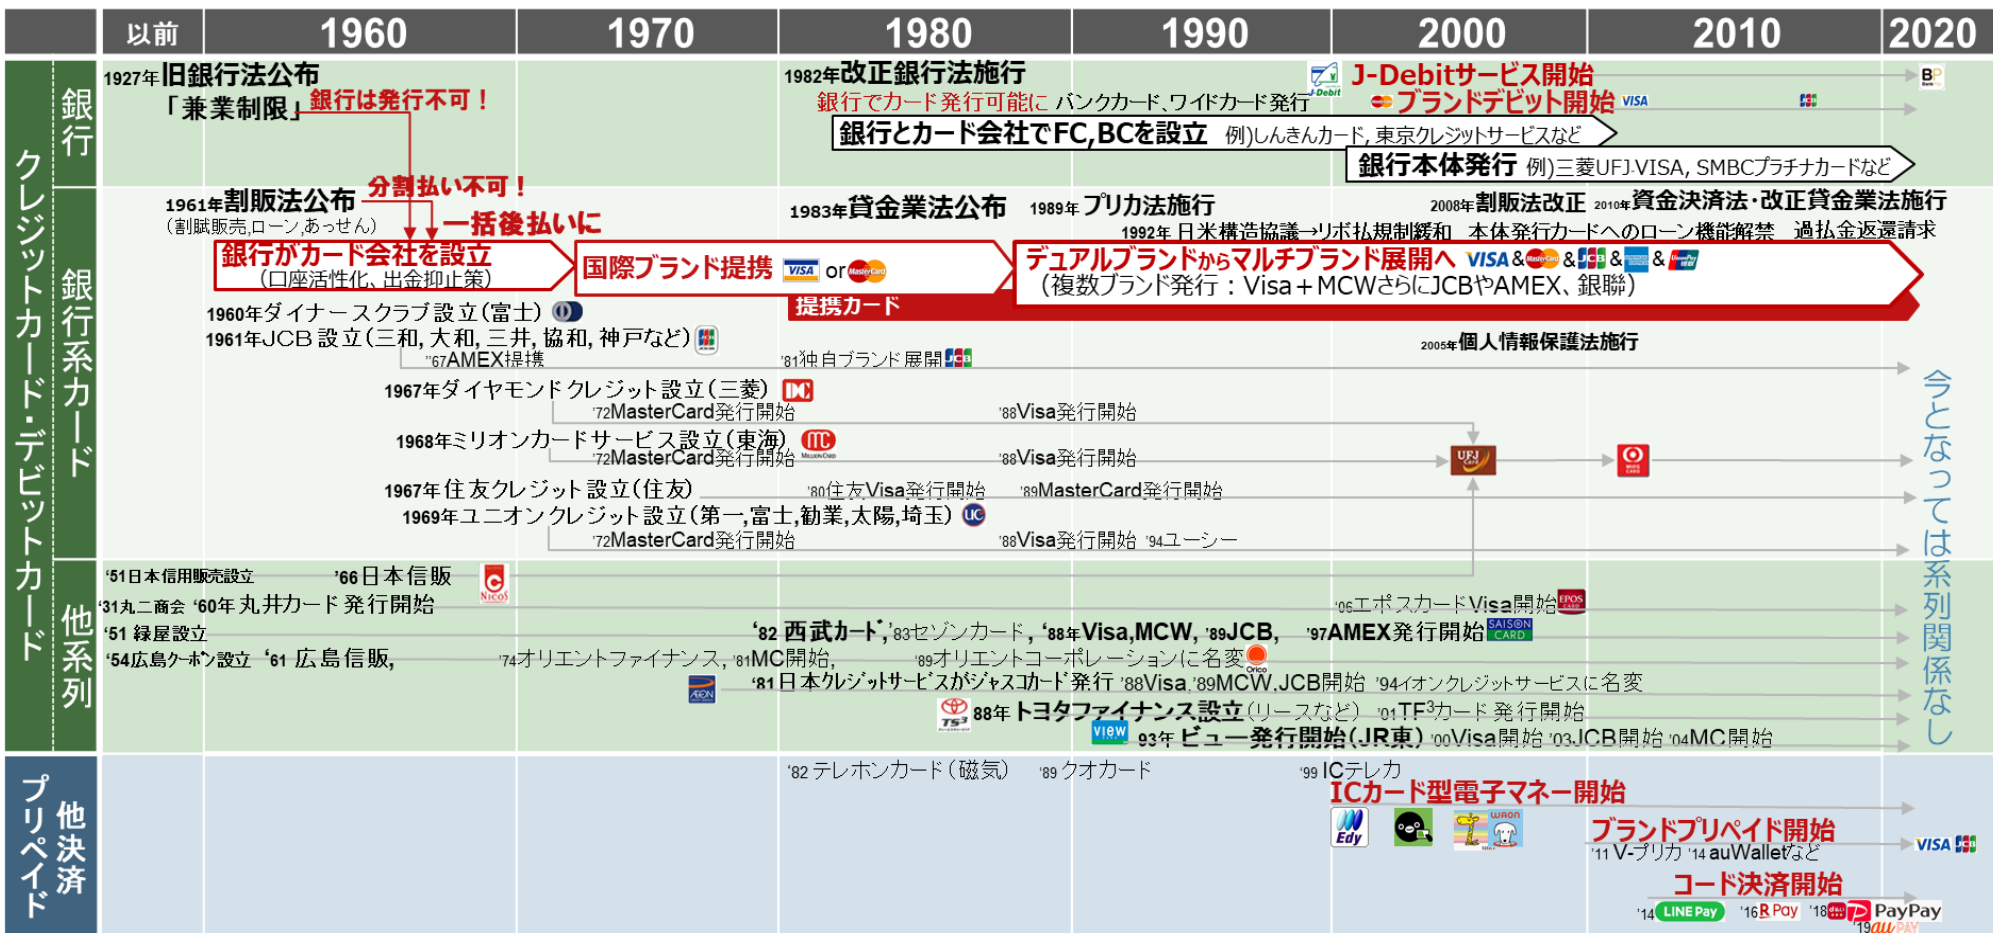 以前 1960 1970 1980 1990 2000 2010 2020
クレジットカード・デビットカード
銀行
1927年旧銀行法公布
「兼業制限」
銀行は発行不可！
1982年改正銀行法施行
銀行でカード発行可能に バンクカード、ワイドカード発行
J-Debit
J-Debitサービス開始
BP
ブランドデビット開始 VISA JCB
銀行とカード会社でFC,BCを設立 例)しんきんカード, 東京クレジットサービスなど
銀行本体発行 例)三菱UFJ-VISA, SMBCプラチナカードなど
銀行系カード
1961年割販法公布
(割賦販売,ローン,あっせん)
分割払い不可！
一括後払いに
1983年貸金業法公布 1989年プリカ法施行
2008年割販法改正 2010年資金決済法・改正貸金業法施行
1992年 日米構造協議→リボ払規制緩和 本体発行カードへのローン機能解禁 過払金返還請求
銀行がカード会社を設立
(口座活性化、出金抑止策)
国際ブランド提携 VISA or MasterCard
デュアルブランドからマルチブランド展開へ VISA & MasterCard & JCB & & UnionPay
(複数ブランド発行：Visa＋MCWさらにJCBやAMEX、銀聯)
提携カード
1960年ダイナースクラブ設立(富士)
1961年JCB 設立(三和, 大和, 三井, 協和, 神戸など) JCB
2005年個人情報保護法施行
'67AMEX提携 '81独自ブランド展開 JCB
1967年ダイヤモンドクレジット設立(三菱) DC
'72MasterCard発行開始 '88Visa発行開始
1968年ミリオンカードサービス設立(東海) MC MILLION CARD
'72MasterCard発行開始 '88Visa発行開始
UFJ Card
MUFG CARD
1967年住友クレジット設立(住友) '80住友Visa発行開始 '89MasterCard発行開始
1969年ユニオンクレジット設立(第一,富士,勧業,太陽,埼玉) UC
'72MasterCard発行開始 '88Visa発行開始 '94ユーシー
今となっては系列関係なし
他系列
'51日本信用販売設立 '66日本信販 NICOS
'31丸二商会 '60年丸井カード発行開始 '06エポスカードVisa開始 EPOS CARD
'51 緑屋設立 '82 西武カード,'83セゾンカード, '88年Visa,MCW, '89JCB, '97AMEX発行開始 SAISON CARD
'54広島クーポン設立 '61 広島信販, '74オリエントファイナンス, '81MC開始, '89オリエントコーポレーションに名変 Orico
ÆON '81日本クレジットサービスがジャスコカード発行 '88Visa,'89MCW,JCB開始 '94イオンクレジットサービスに名変
TS3 88年トヨタファイナンス設立(リースなど) '01TF3カード発行開始
VIEW 93年 ビュー発行開始(JR東) '00Visa開始 '03JCB開始 '04MC開始
プリペイド
他決済
'82 テレホンカード(磁気) '89 クオカード '99 ICテレカ
ICカード型電子マネー開始
Edy WAON
ブランドプリペイド開始
'11 V-プリカ '14 auWalletなど
VISA JCB
コード決済開始
'14 LINE Pay '16 R Pay '18 d払い PayPay
'19 au PAY